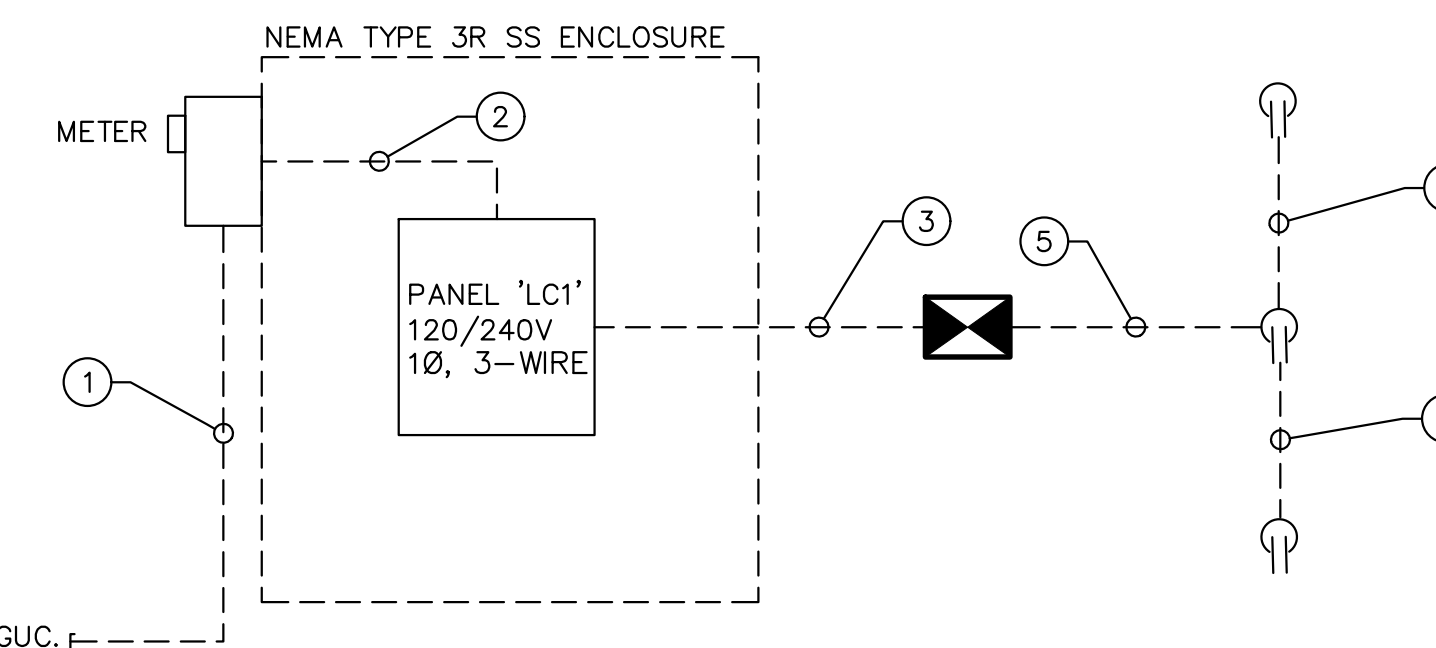 NEMA TYPE 3R SS ENCLOSURE
METER
2
3
5
PANEL 'LC1'
120/240V
1Ø, 3-WIRE
1
GUC.